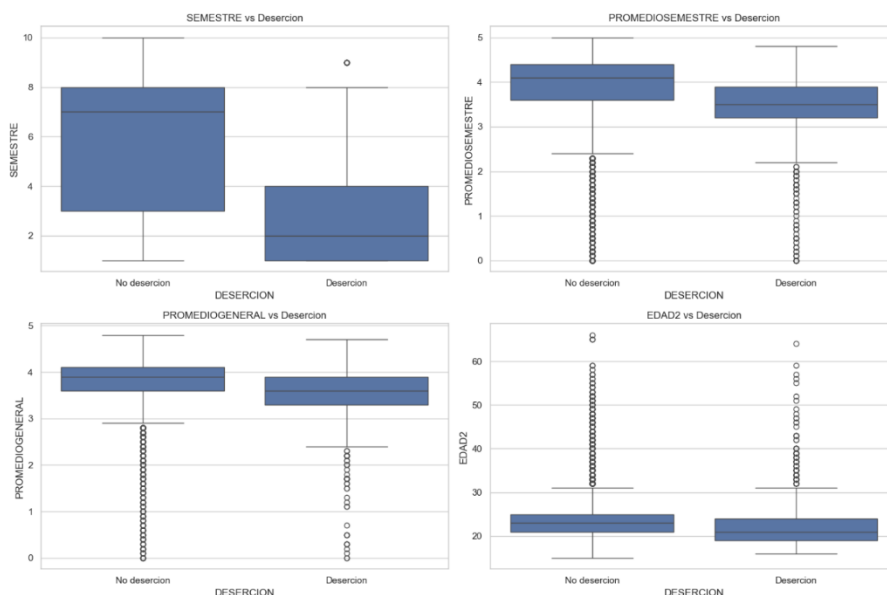 SEMESTRE vs Desercion
10
8
6
4
2
SEMESTRE
No desercion
Desercion
DESERCION
PROMEDIOSEMESTRE vs Desercion
5
4
3
2
1
0
PROMEDIOSEMESTRE
No desercion
Desercion
DESERCION
PROMEDIOGENERAL vs Desercion
5
4
3
2
1
0
PROMEDIOGENERAL
No desercion
Desercion
DESERCION
EDAD2 vs Desercion
60
50
40
30
20
EDAD2
No desercion
Desercion
DESERCION